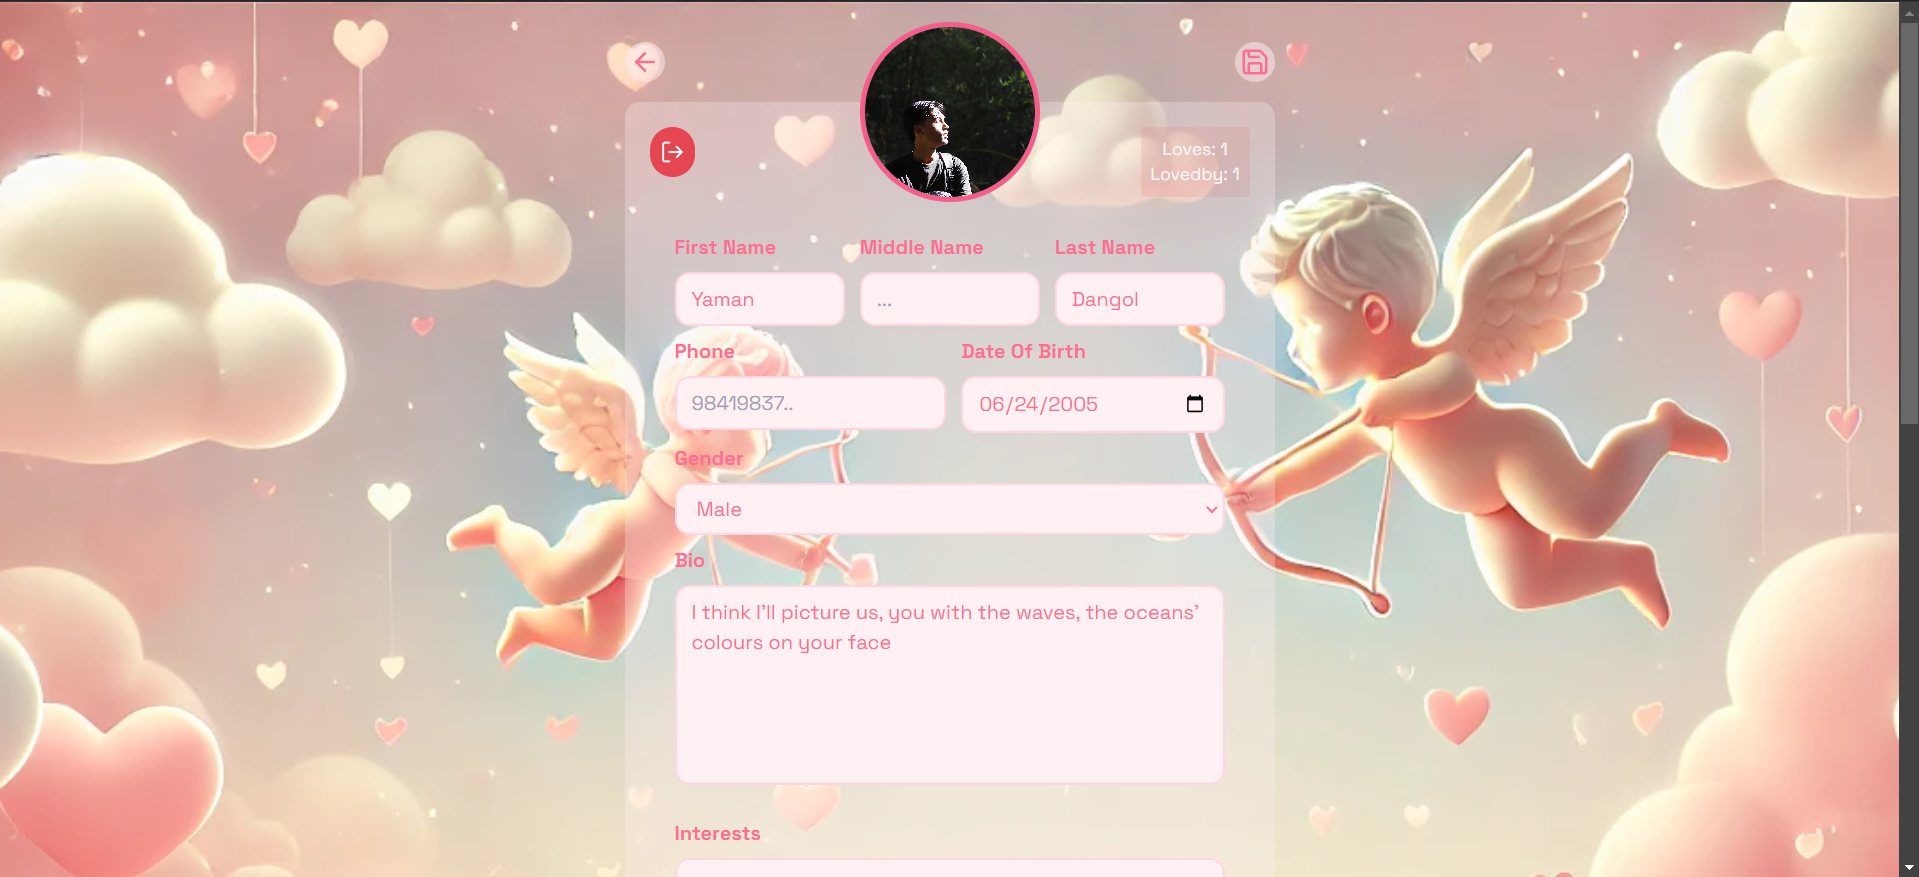 Loves: 1
Lovedby: 1
First Name Middle Name Last Name
Yaman ... Dangol
Phone Date Of Birth
98419837.. 06/24/2005
Gender
Male
Bio
I think I'll picture us, you with the waves, the oceans'
colours on your face
Interests